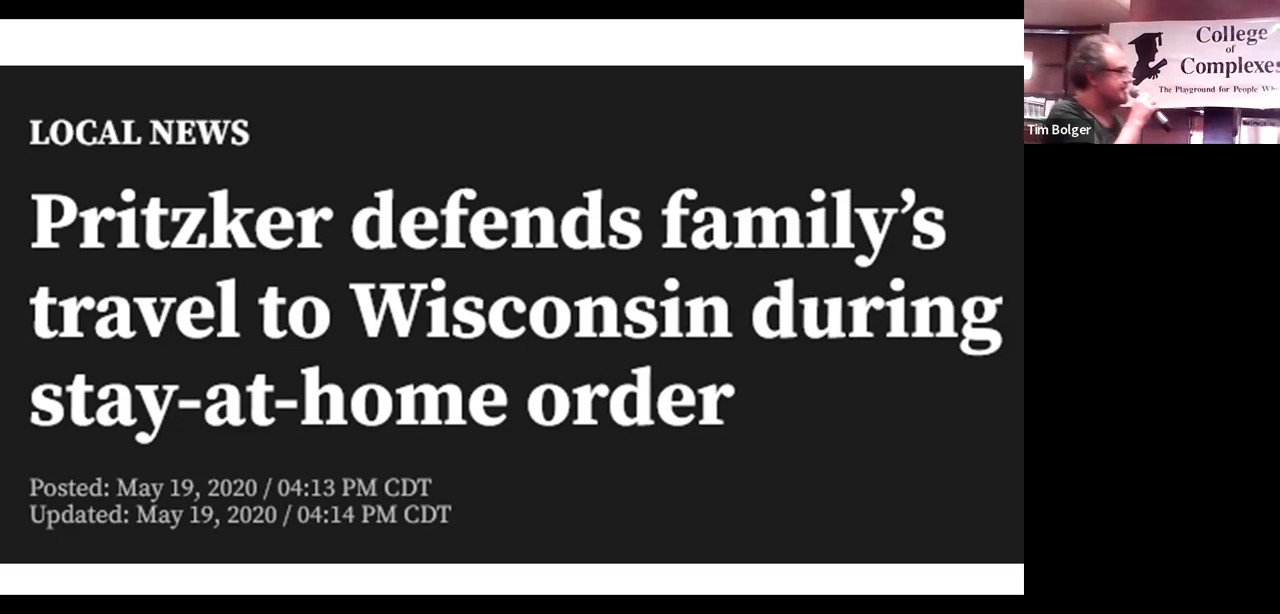 LOCAL NEWS
Pritzker defends family’s
travel to Wisconsin during
stay-at-home order
Posted: May 19, 2020 / 04:13 PM CDT
Updated: May 19, 2020 / 04:14 PM CDT
College
of
Complexes
The Playground for People
Tim Bolger